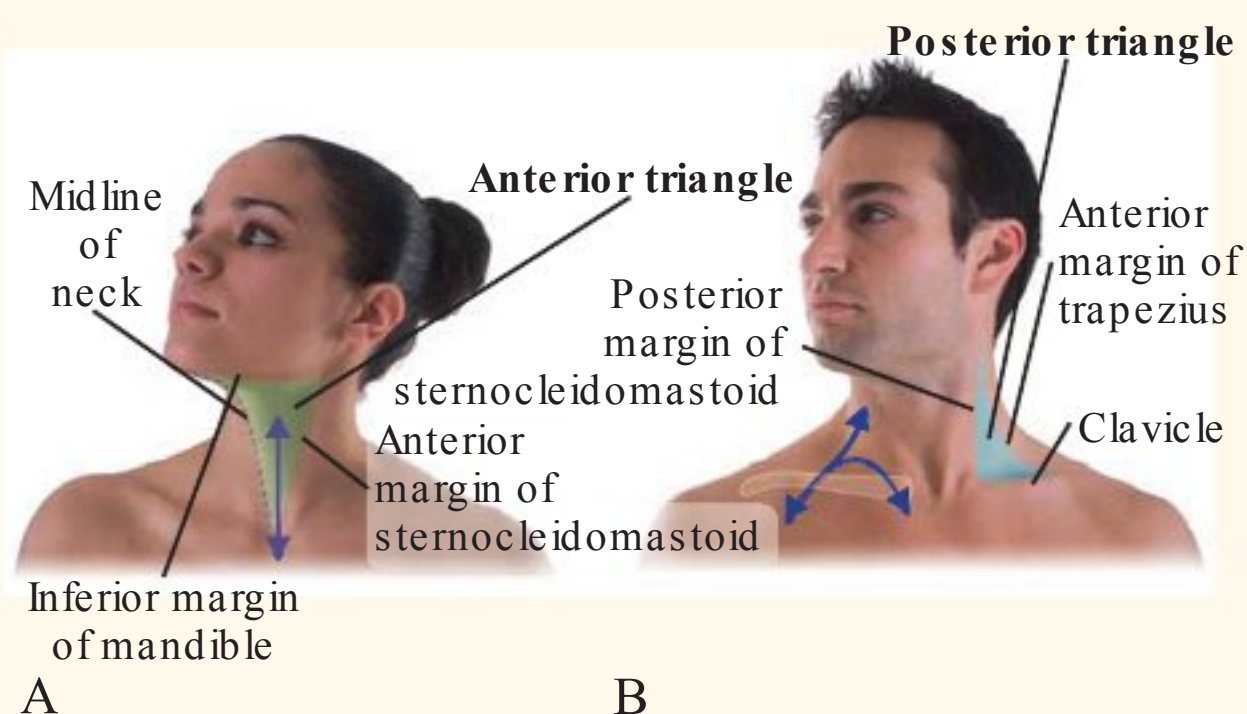 Posterior triangle
Anterior triangle
Midline
of
neck
Anterior
margin of
trapezius
Posterior
margin of
sternocleidomastoid
Clavicle
Anterior
margin of
sternocleidomastoid
Inferior margin
of mandible
A
B